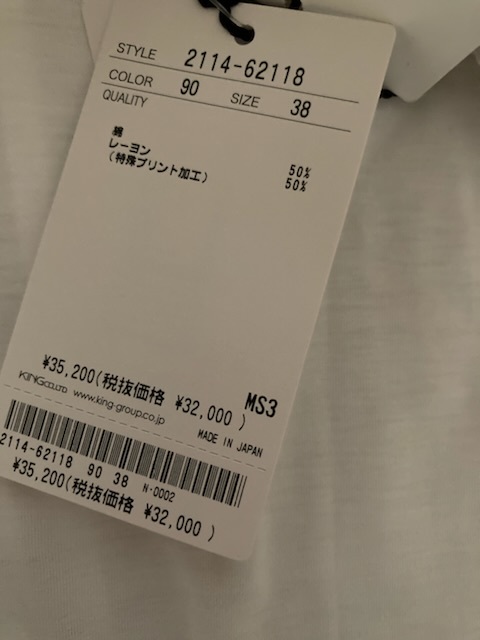 STYLE 2114-62118
COLOR 90 SIZE 38
QUALITY
綿 50%
レーヨン 50%
(特殊プリント加工)
¥35,200(税抜価格 ¥32,000 )
KING CO.,LTD. www.king-group.co.jp MS3
MADE IN JAPAN
2114-62118 90 38 N-0002
¥35,200(税抜価格 ¥32,000 )